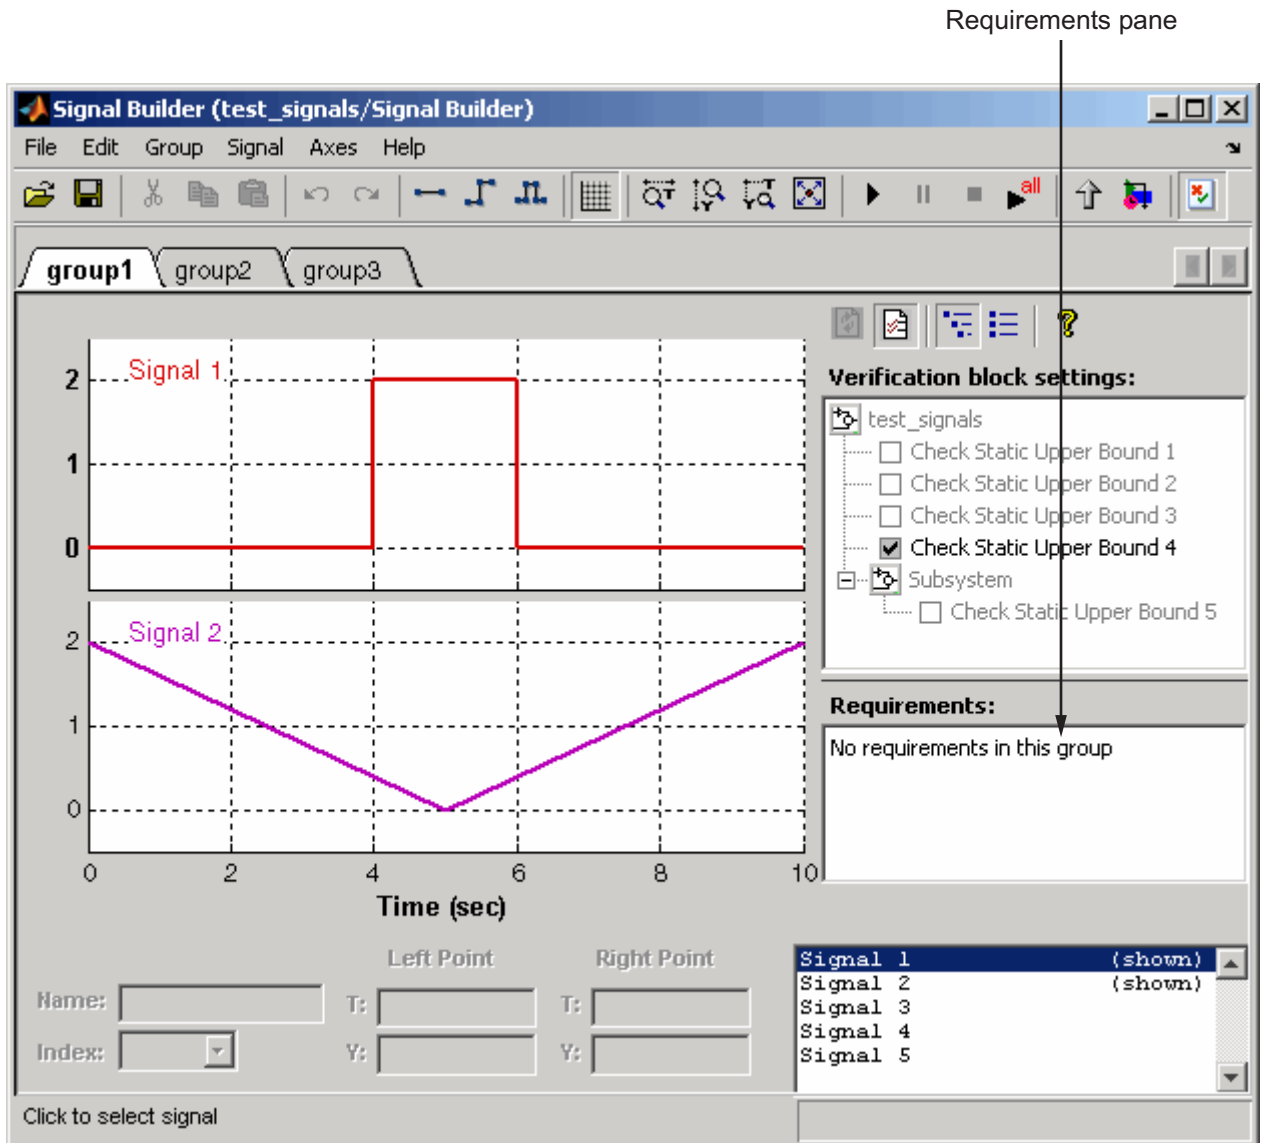 Requirements pane
Signal Builder (test_signals/Signal Builder)
File Edit Group Signal Axes Help
all
group1 group2 group3
Signal 1
2
1
0
Signal 2
2
1
0
0 2 4 6 8 10
Time (sec)
Verification block settings:
test_signals
Check Static Upper Bound 1
Check Static Upper Bound 2
Check Static Upper Bound 3
Check Static Upper Bound 4
Subsystem
Check Static Upper Bound 5
Requirements:
No requirements in this group
Left Point Right Point
Name: T: T:
Index: Y: Y:
Signal 1 (shown)
Signal 2 (shown)
Signal 3
Signal 4
Signal 5
Click to select signal